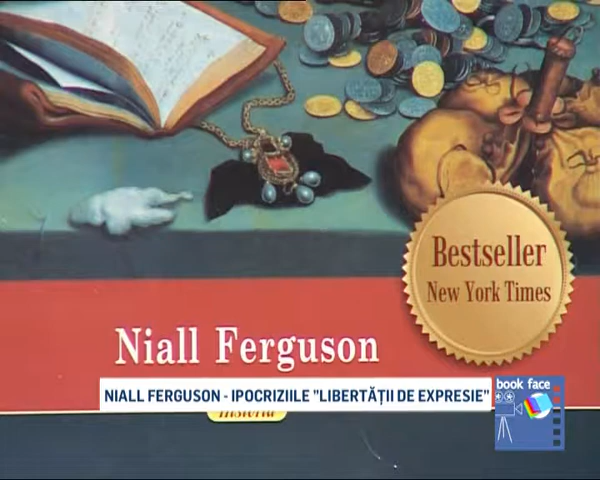 Bestseller
New York Times
Niall Ferguson
NIALL FERGUSON - IPOCRIZIILE "LIBERTĂȚII DE EXPRESIE"
book face